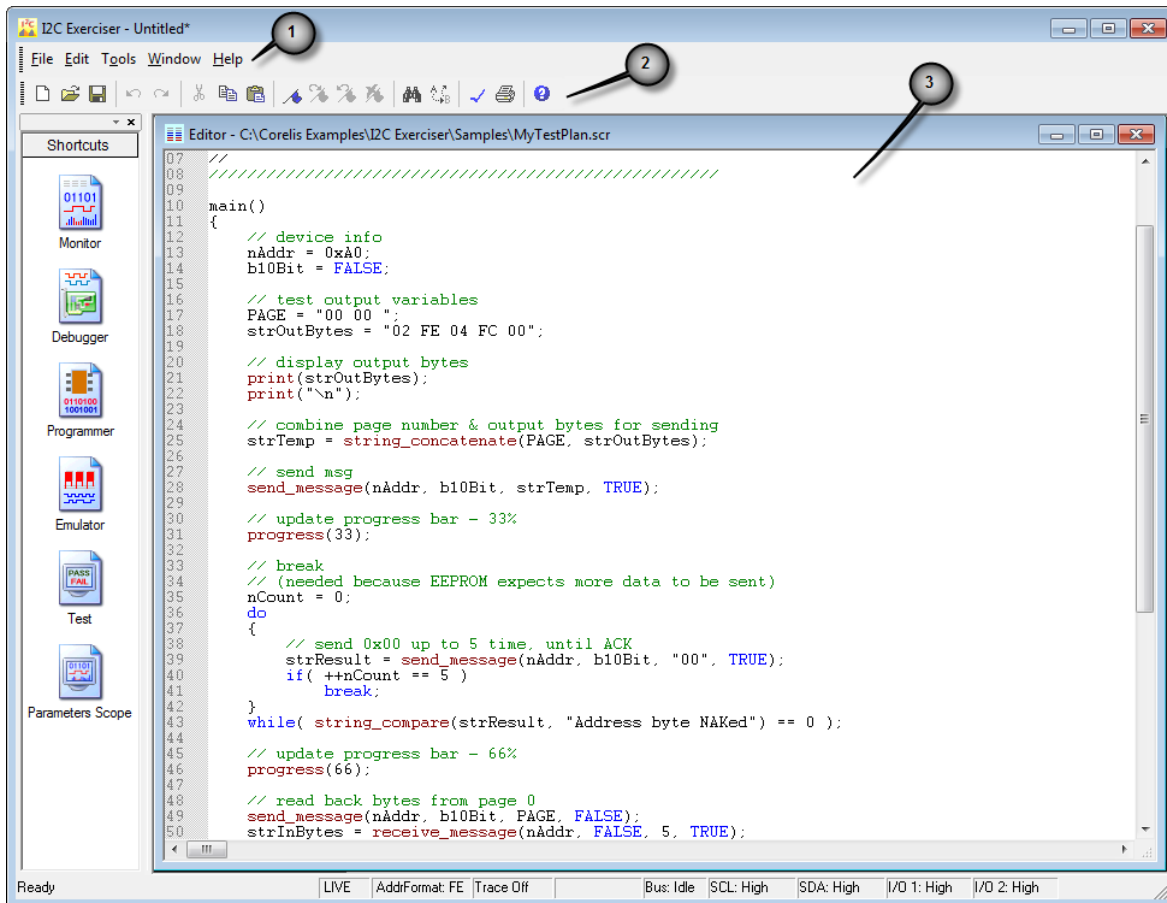 I2C Exerciser - Untitled*
1
File Edit Tools Window Help
2
3
Shortcuts
Monitor
Debugger
Programmer
Emulator
PASS
FAIL
Test
Parameters Scope
01101
0110100
1001001
01101
Editor - C:\Corelis Examples\I2C Exerciser\Samples\MyTestPlan.scr
07 //
08 /////////////////////////////////////////////////////
09
10 main()
11 {
12     // device info
13     nAddr = 0xA0;
14     b10Bit = FALSE;
15
16     // test output variables
17     PAGE = "00 00 ";
18     strOutBytes = "02 FE 04 FC 00";
19
20     // display output bytes
21     print(strOutBytes);
22     print("\n");
23
24     // combine page number & output bytes for sending
25     strTemp = string_concatenate(PAGE, strOutBytes);
26
27     // send msg
28     send_message(nAddr, b10Bit, strTemp, TRUE);
29
30     // update progress bar - 33%
31     progress(33);
32
33     // break
34     // (needed because EEPROM expects more data to be sent)
35     nCount = 0;
36     do
37     {
38         // send 0x00 up to 5 time, until ACK
39         strResult = send_message(nAddr, b10Bit, "00", TRUE);
40         if( ++nCount == 5 )
41             break;
42     }
43     while( string_compare(strResult, "Address byte NAKed") == 0 );
44
45     // update progress bar - 66%
46     progress(66);
47
48     // read back bytes from page 0
49     send_message(nAddr, b10Bit, PAGE, FALSE);
50     strInBytes = receive_message(nAddr, FALSE, 5, TRUE);
Ready LIVE AddrFormat: FE Trace Off Bus: Idle SCL: High SDA: High I/O 1: High I/O 2: High